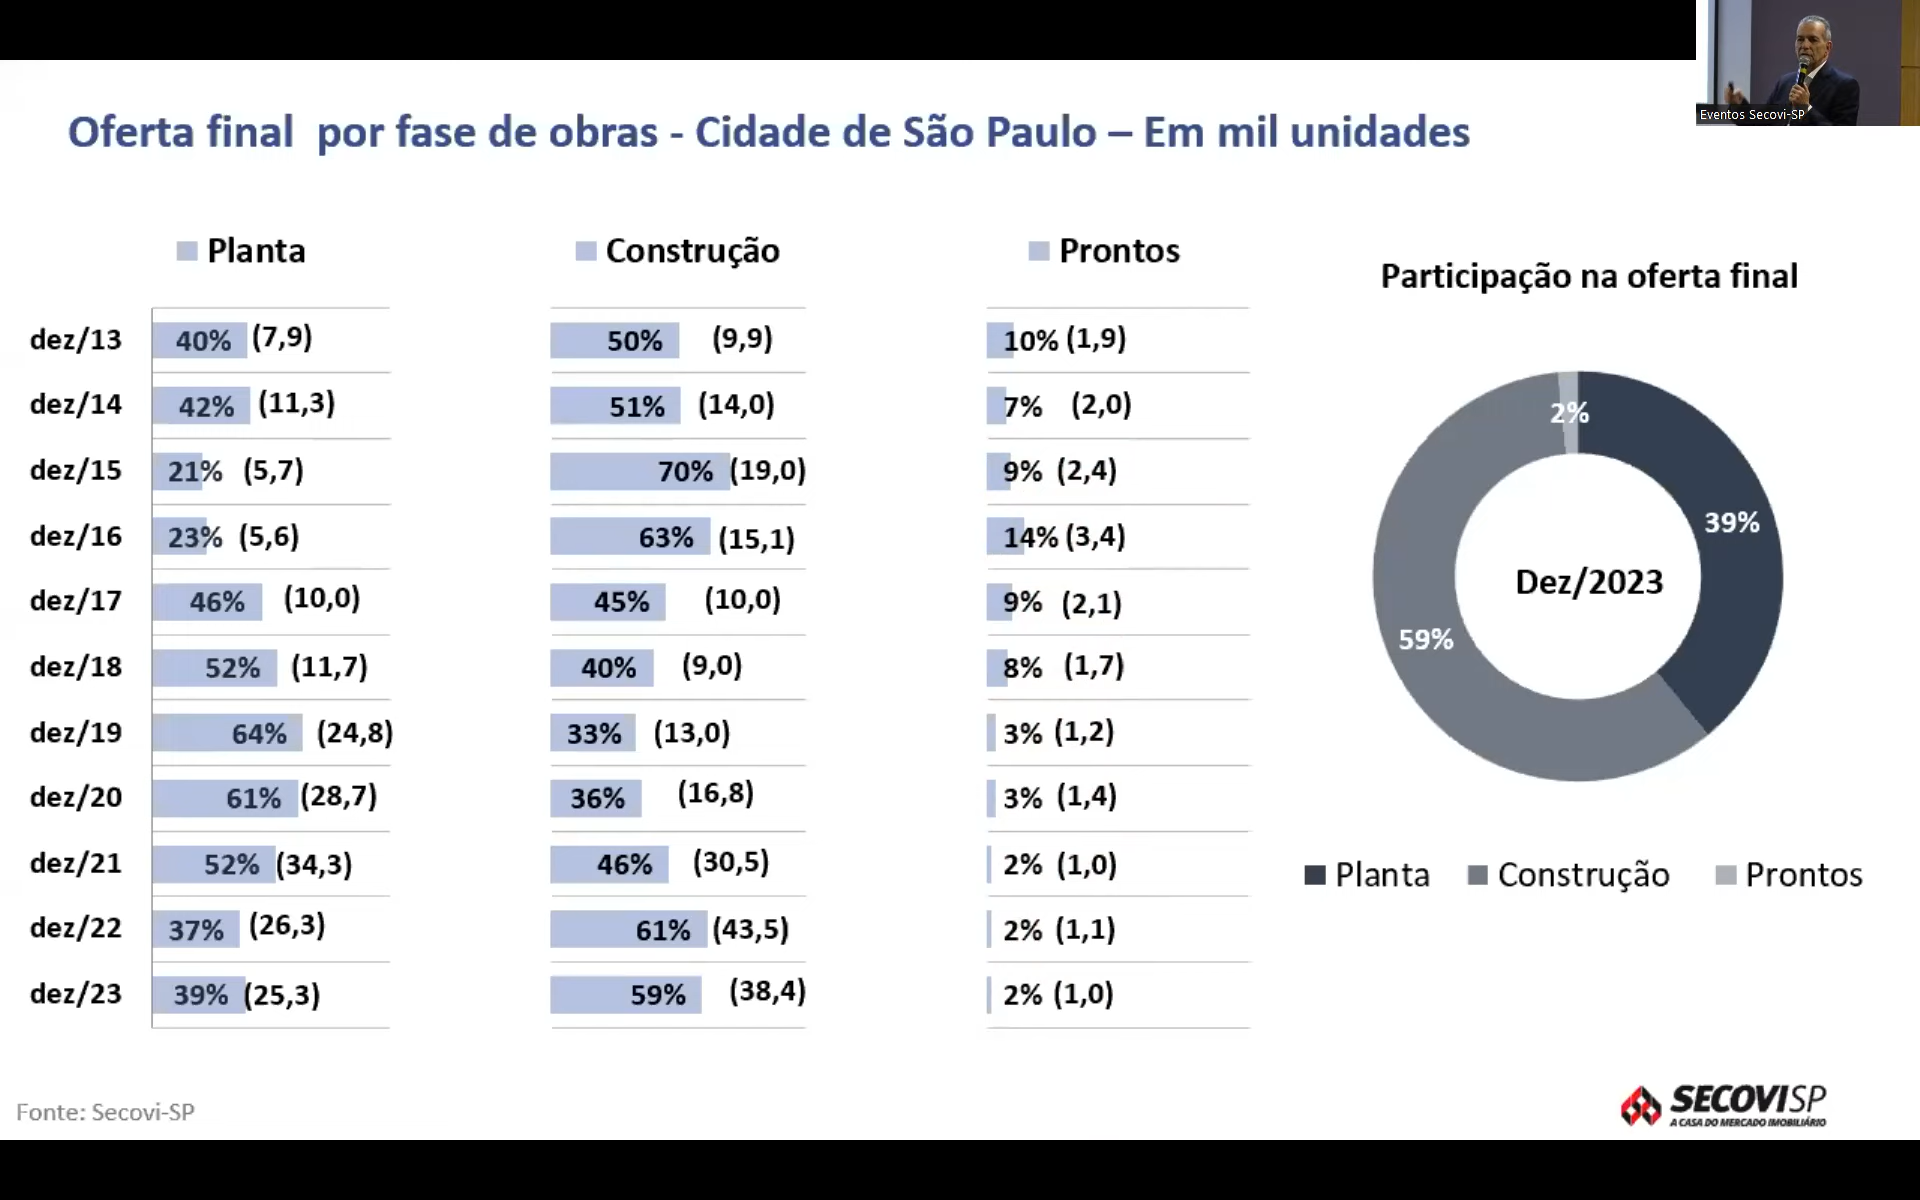 Eventos Secovi-SP
Oferta final por fase de obras - Cidade de São Paulo – Em mil unidades
Planta Construção Prontos
dez/13 40% (7,9) 50% (9,9) 10% (1,9)
dez/14 42% (11,3) 51% (14,0) 7% (2,0)
dez/15 21% (5,7) 70% (19,0) 9% (2,4)
dez/16 23% (5,6) 63% (15,1) 14% (3,4)
dez/17 46% (10,0) 45% (10,0) 9% (2,1)
dez/18 52% (11,7) 40% (9,0) 8% (1,7)
dez/19 64% (24,8) 33% (13,0) 3% (1,2)
dez/20 61% (28,7) 36% (16,8) 3% (1,4)
dez/21 52% (34,3) 46% (30,5) 2% (1,0)
dez/22 37% (26,3) 61% (43,5) 2% (1,1)
dez/23 39% (25,3) 59% (38,4) 2% (1,0)
Participação na oferta final
2%
39%
Dez/2023
59%
Planta Construção Prontos
Fonte: Secovi-SP
SECOVISP
A CASA DO MERCADO IMOBILIÁRIO